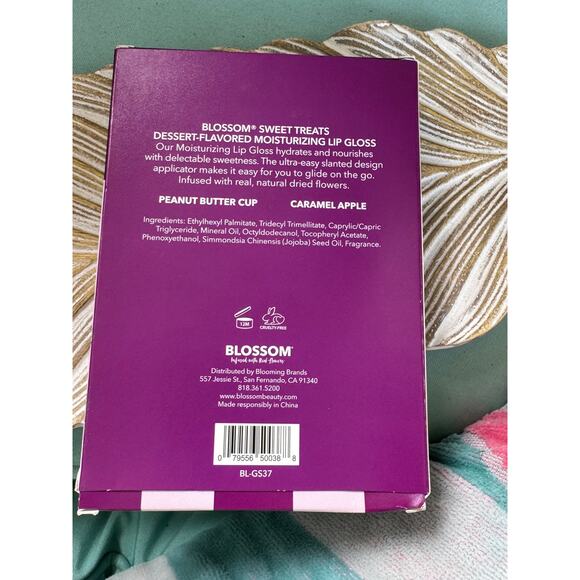 BLOSSOM® SWEET TREATS
DESSERT-FLAVORED MOISTURIZING LIP GLOSS
Our Moisturizing Lip Gloss hydrates and nourishes
with delectable sweetness. The ultra-easy slanted design
applicator makes it easy for you to glide on the go.
Infused with real, natural dried flowers.
PEANUT BUTTER CUP CARAMEL APPLE
Ingredients: Ethylhexyl Palmitate, Tridecyl Trimellitate, Caprylic/Capric
Triglyceride, Mineral Oil, Octyldodecanol, Tocopheryl Acetate,
Phenoxyethanol, Simmondsia Chinensis (Jojoba) Seed Oil, Fragrance.
12M CRUELTY-FREE
BLOSSOM®
Infused with Real flowers
Distributed by Blooming Brands
557 Jessie St., San Fernando, CA 91340
818.361.5200
www.blossombeauty.com
Made responsibly in China
0 79556 50038 8
BL-GS37